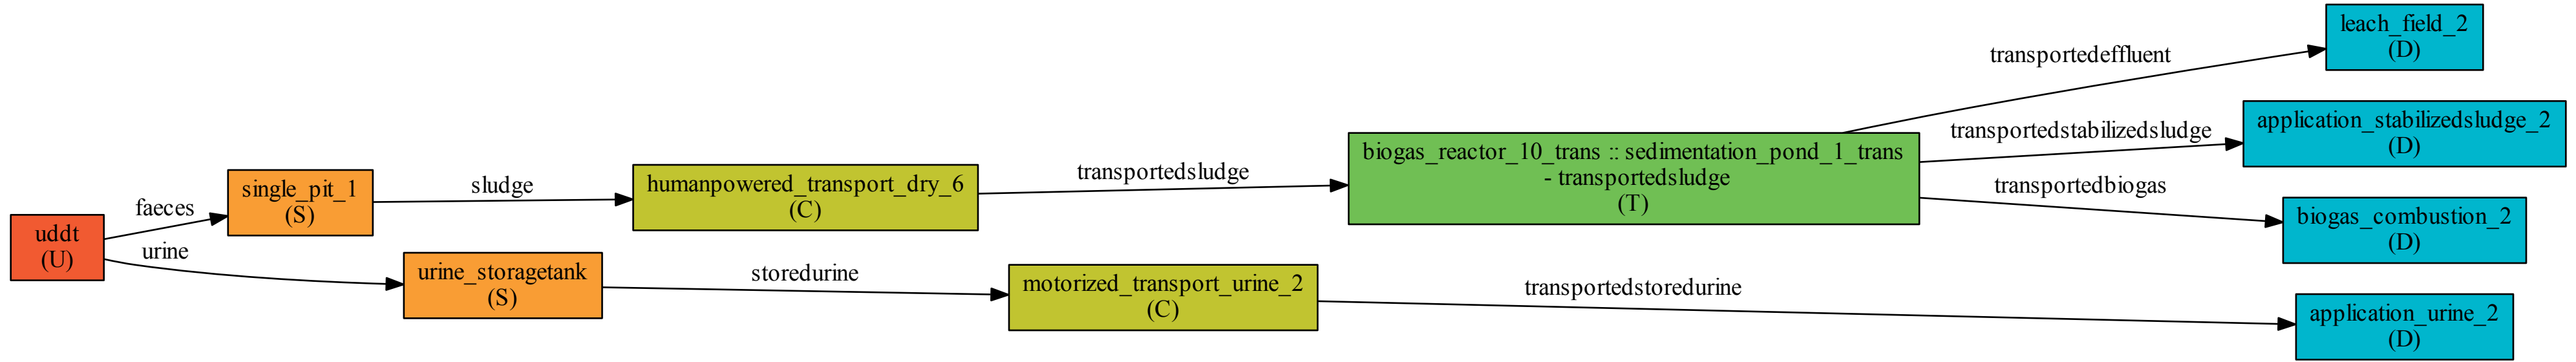 uddt
(U)
faeces
urine
single_pit_1
(S)
urine_storagetank
(S)
sludge
storedurine
humanpowered_transport_dry_6
(C)
motorized_transport_urine_2
(C)
transportedsludge
transportedstoredurine
biogas_reactor_10_trans :: sedimentation_pond_1_trans
- transportedsludge
(T)
transportedeffluent
transportedstabilizedsludge
transportedbiogas
leach_field_2
(D)
application_stabilizedsludge_2
(D)
biogas_combustion_2
(D)
application_urine_2
(D)